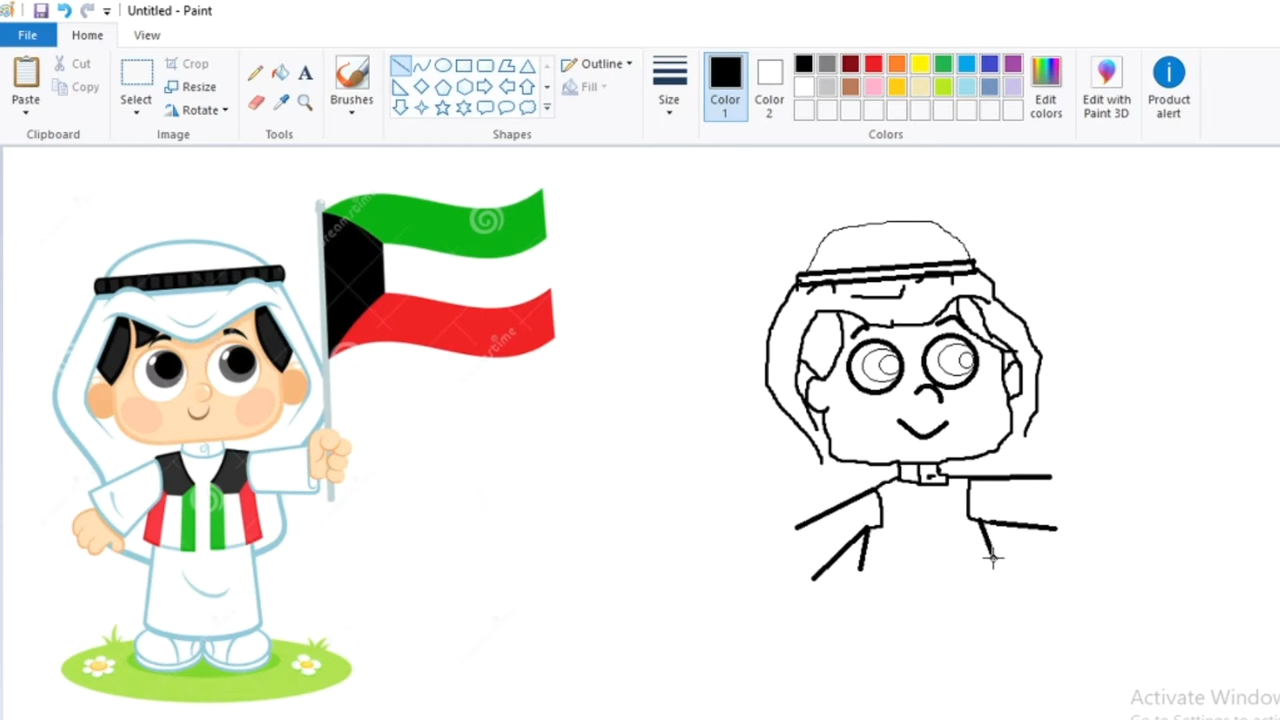 Untitled - Paint
File Home View
Paste
Cut
Copy
Clipboard
Select
Crop
Resize
Rotate
Image
A
Tools
Brushes
Outline
Fill
Shapes
Size
Color 1
Color 2
Edit colors
Colors
Edit with Paint 3D
Product alert
dreamstime
Activate Window